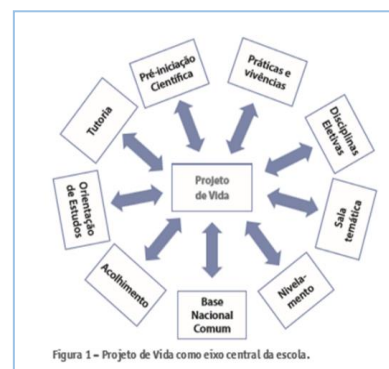 Pré-iniciação
Científica
Práticas e
vivências
Tutoria
Disciplinas
Eletivas
Projeto
de Vida
Orientação
de Estudos
Sala
temática
Acolhimento
Nivela-
mento
Base
Nacional
Comum
Figura 1 – Projeto de Vida como eixo central da escola.